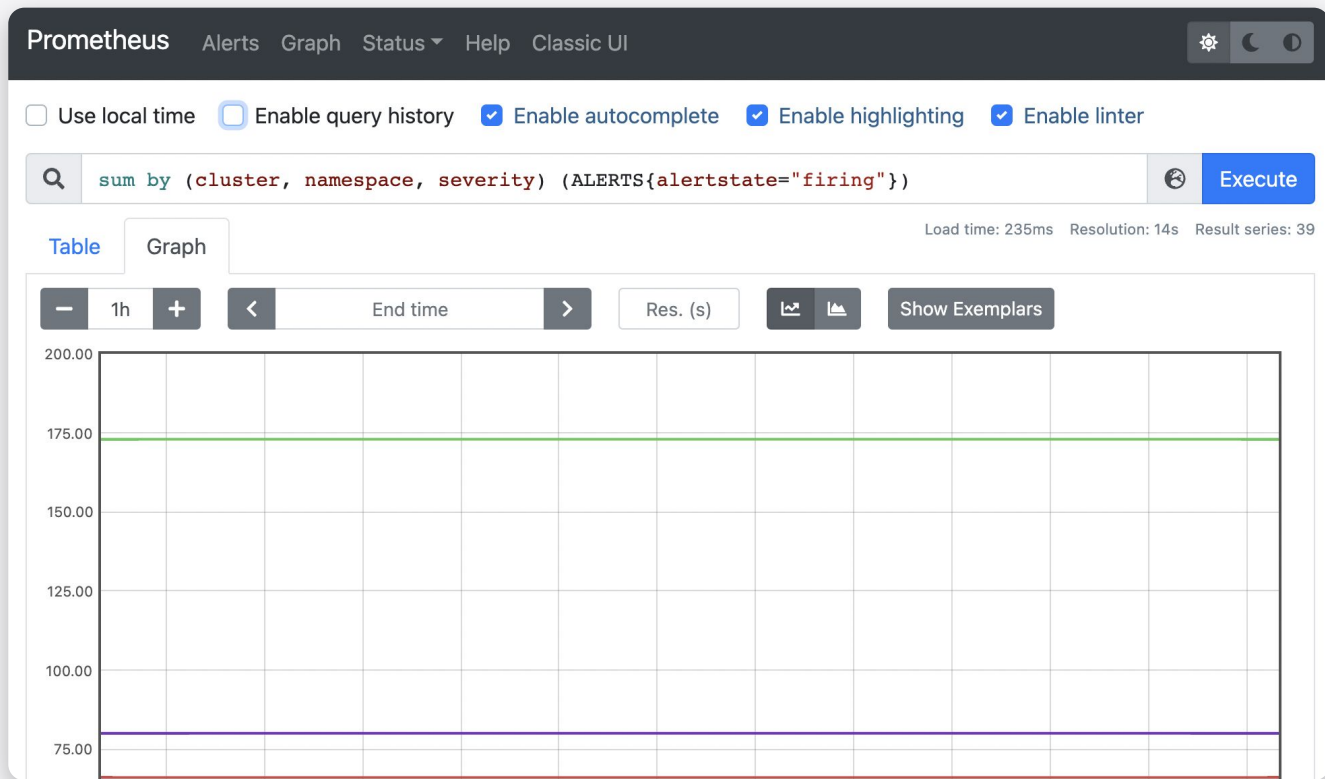 Prometheus Alerts Graph Status Help Classic UI
Use local time Enable query history Enable autocomplete Enable highlighting Enable linter
sum by (cluster, namespace, severity) (ALERTS{alertstate="firing"})
Execute
Load time: 235ms Resolution: 14s Result series: 39
Table Graph
1h End time Res. (s) Show Exemplars
200.00
175.00
150.00
125.00
100.00
75.00